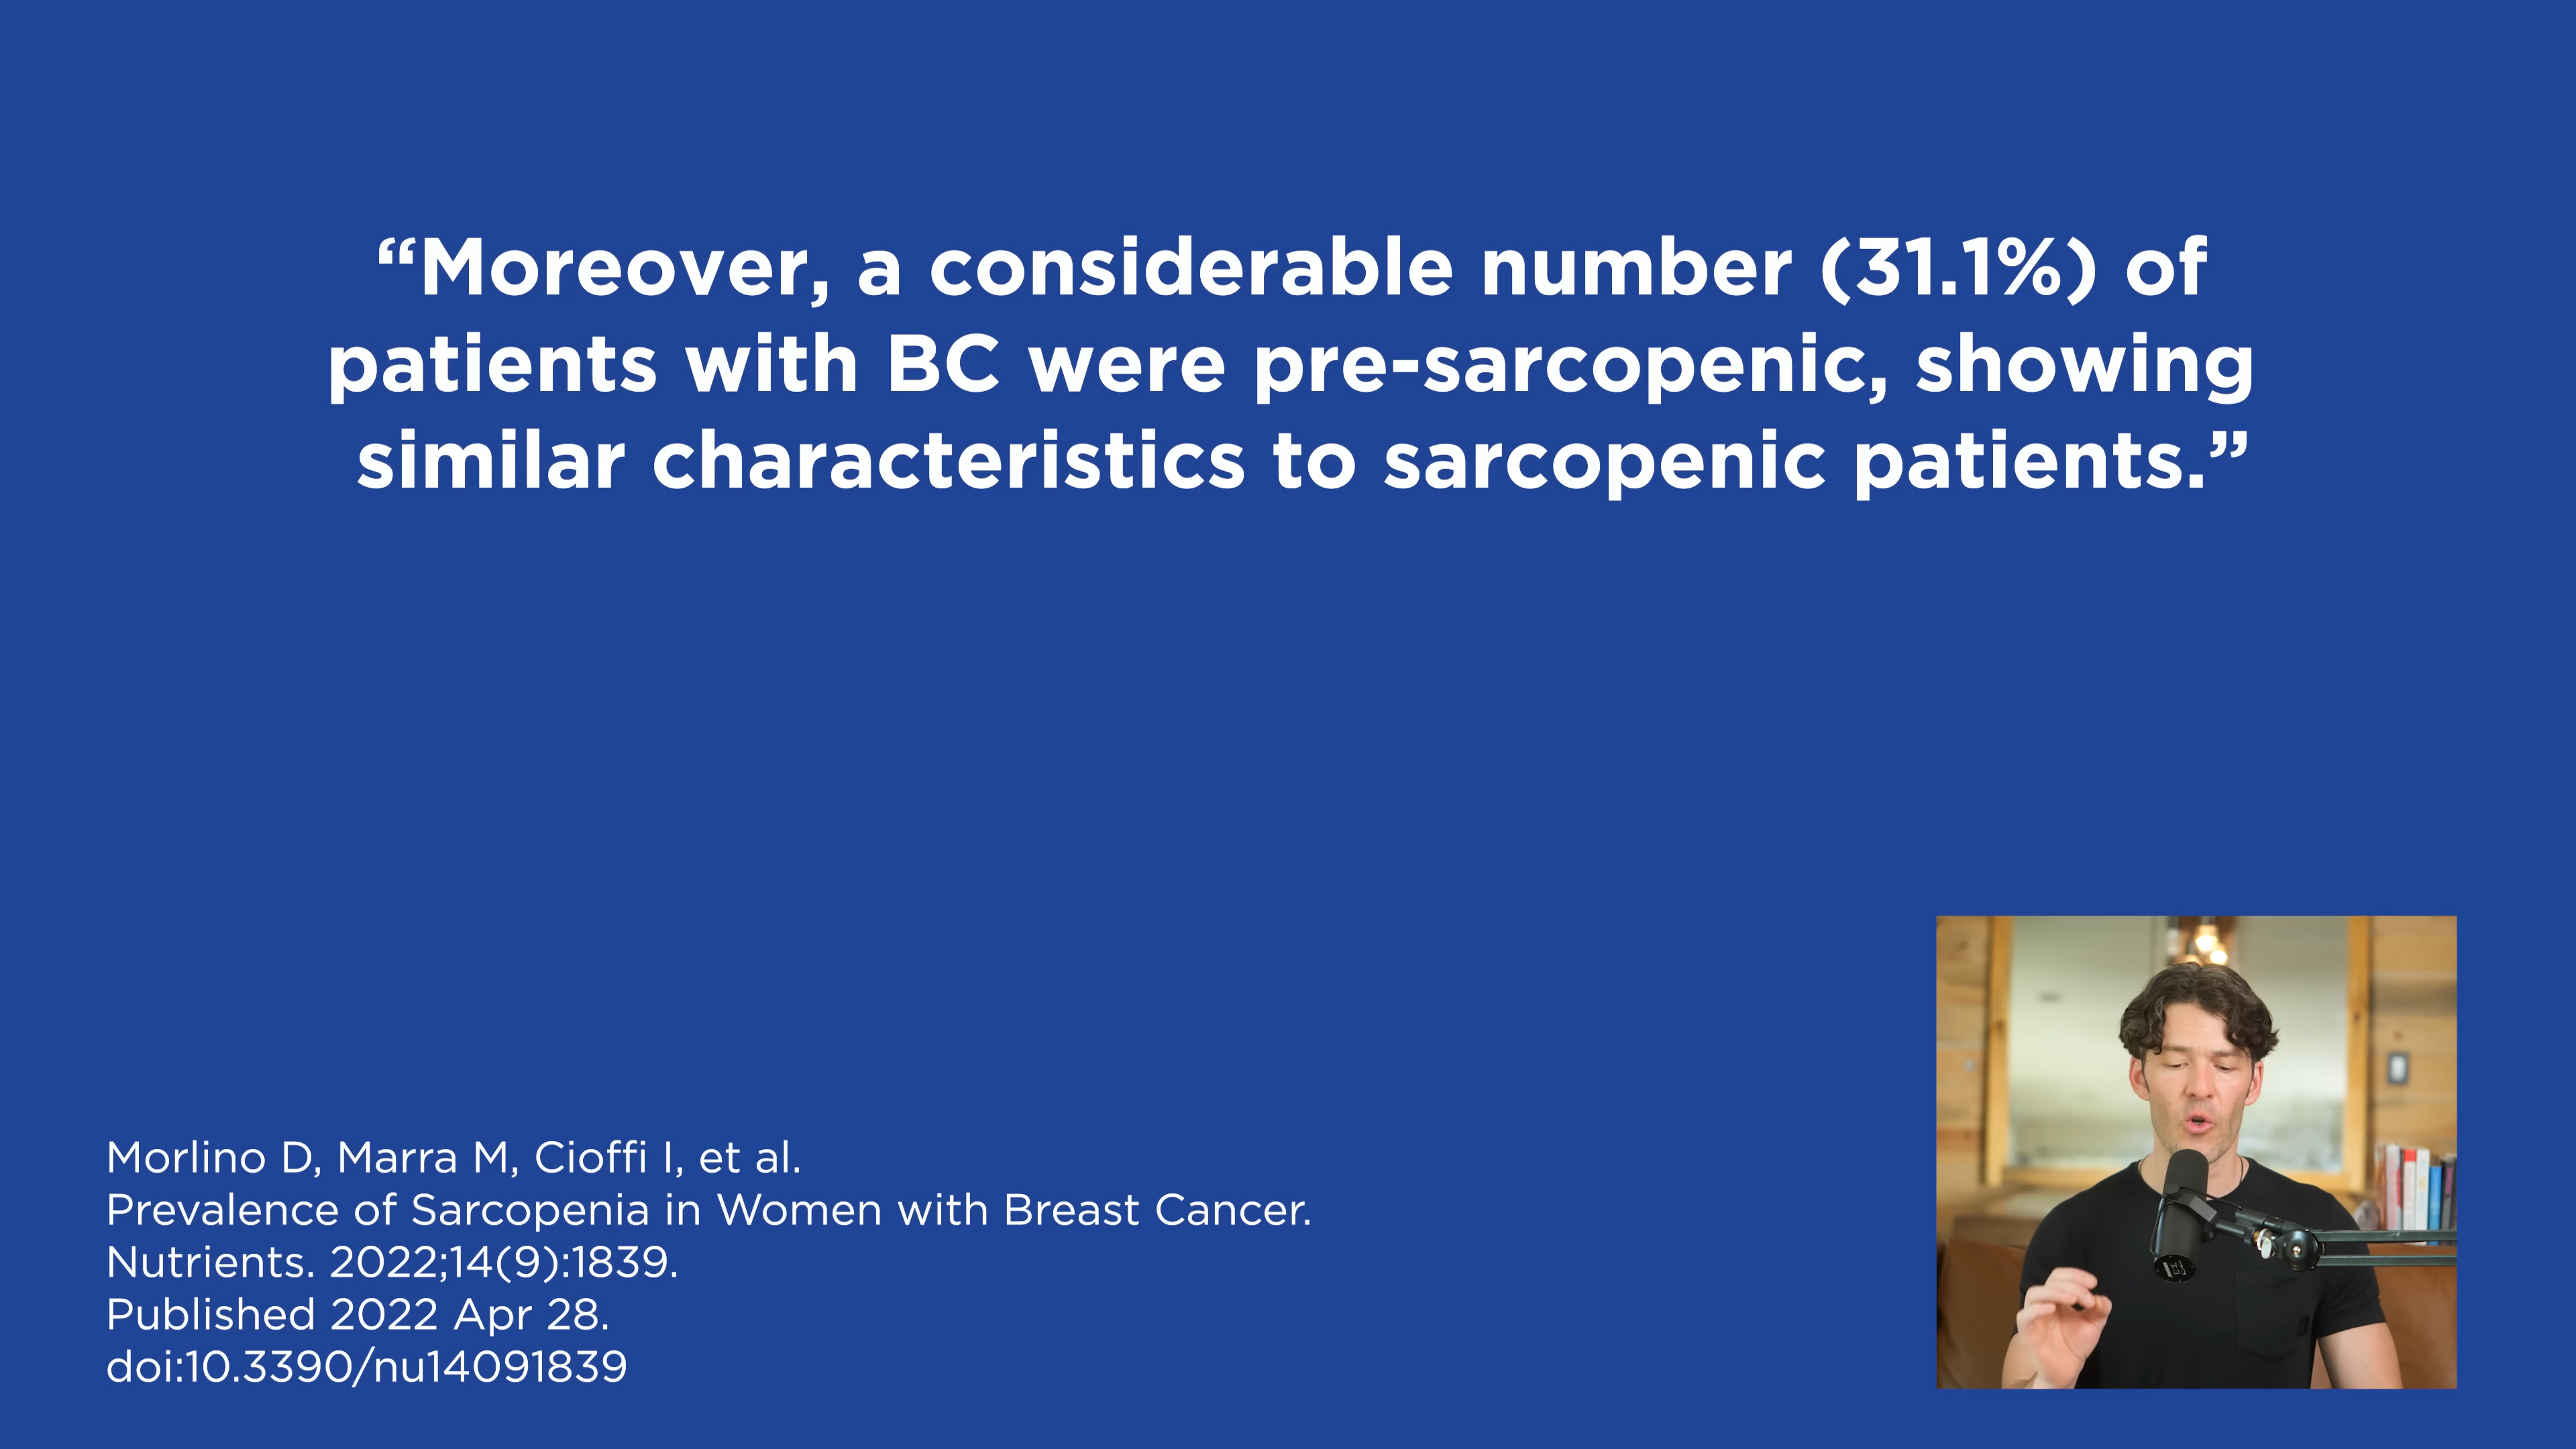 “Moreover, a considerable number (31.1%) of
patients with BC were pre-sarcopenic, showing
similar characteristics to sarcopenic patients.”
Morlino D, Marra M, Cioffi I, et al.
Prevalence of Sarcopenia in Women with Breast Cancer.
Nutrients. 2022;14(9):1839.
Published 2022 Apr 28.
doi:10.3390/nu14091839